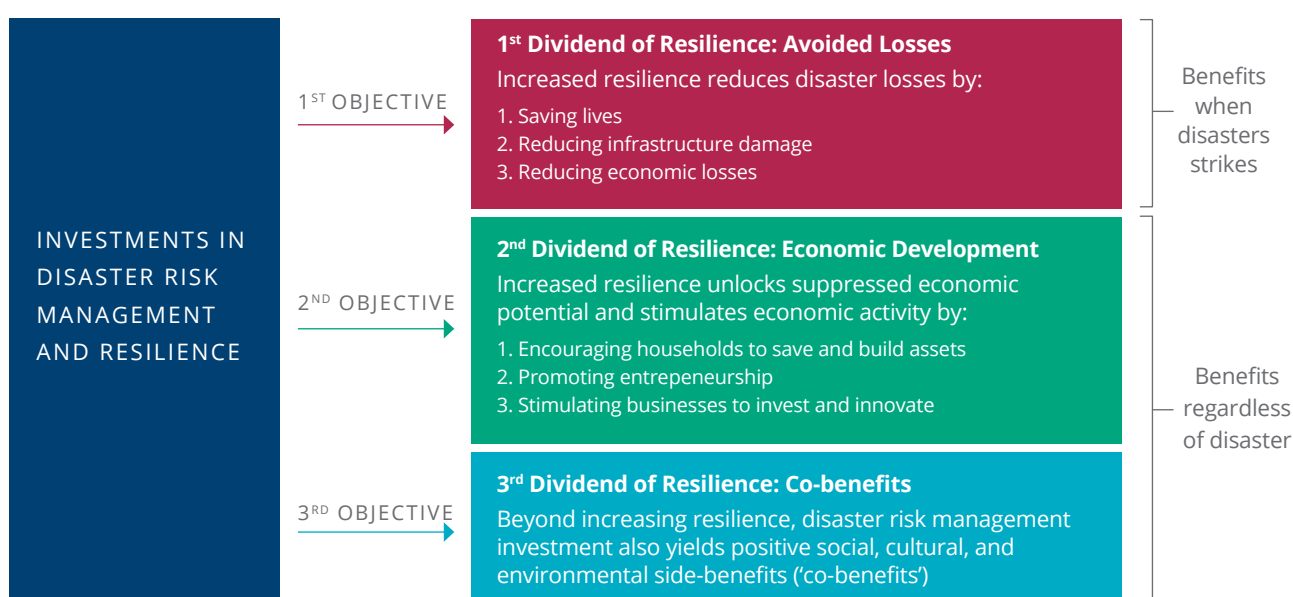 INVESTMENTS IN
DISASTER RISK
MANAGEMENT
AND RESILIENCE
1ST OBJECTIVE
1st Dividend of Resilience: Avoided Losses
Increased resilience reduces disaster losses by:
1. Saving lives
2. Reducing infrastructure damage
3. Reducing economic losses
Benefits
when
disasters
strikes
2ND OBJECTIVE
2nd Dividend of Resilience: Economic Development
Increased resilience unlocks suppressed economic
potential and stimulates economic activity by:
1. Encouraging households to save and build assets
2. Promoting entrepeneurship
3. Stimulating businesses to invest and innovate
Benefits
regardless
of disaster
3RD OBJECTIVE
3rd Dividend of Resilience: Co-benefits
Beyond increasing resilience, disaster risk management
investment also yields positive social, cultural, and
environmental side-benefits (‘co-benefits’)